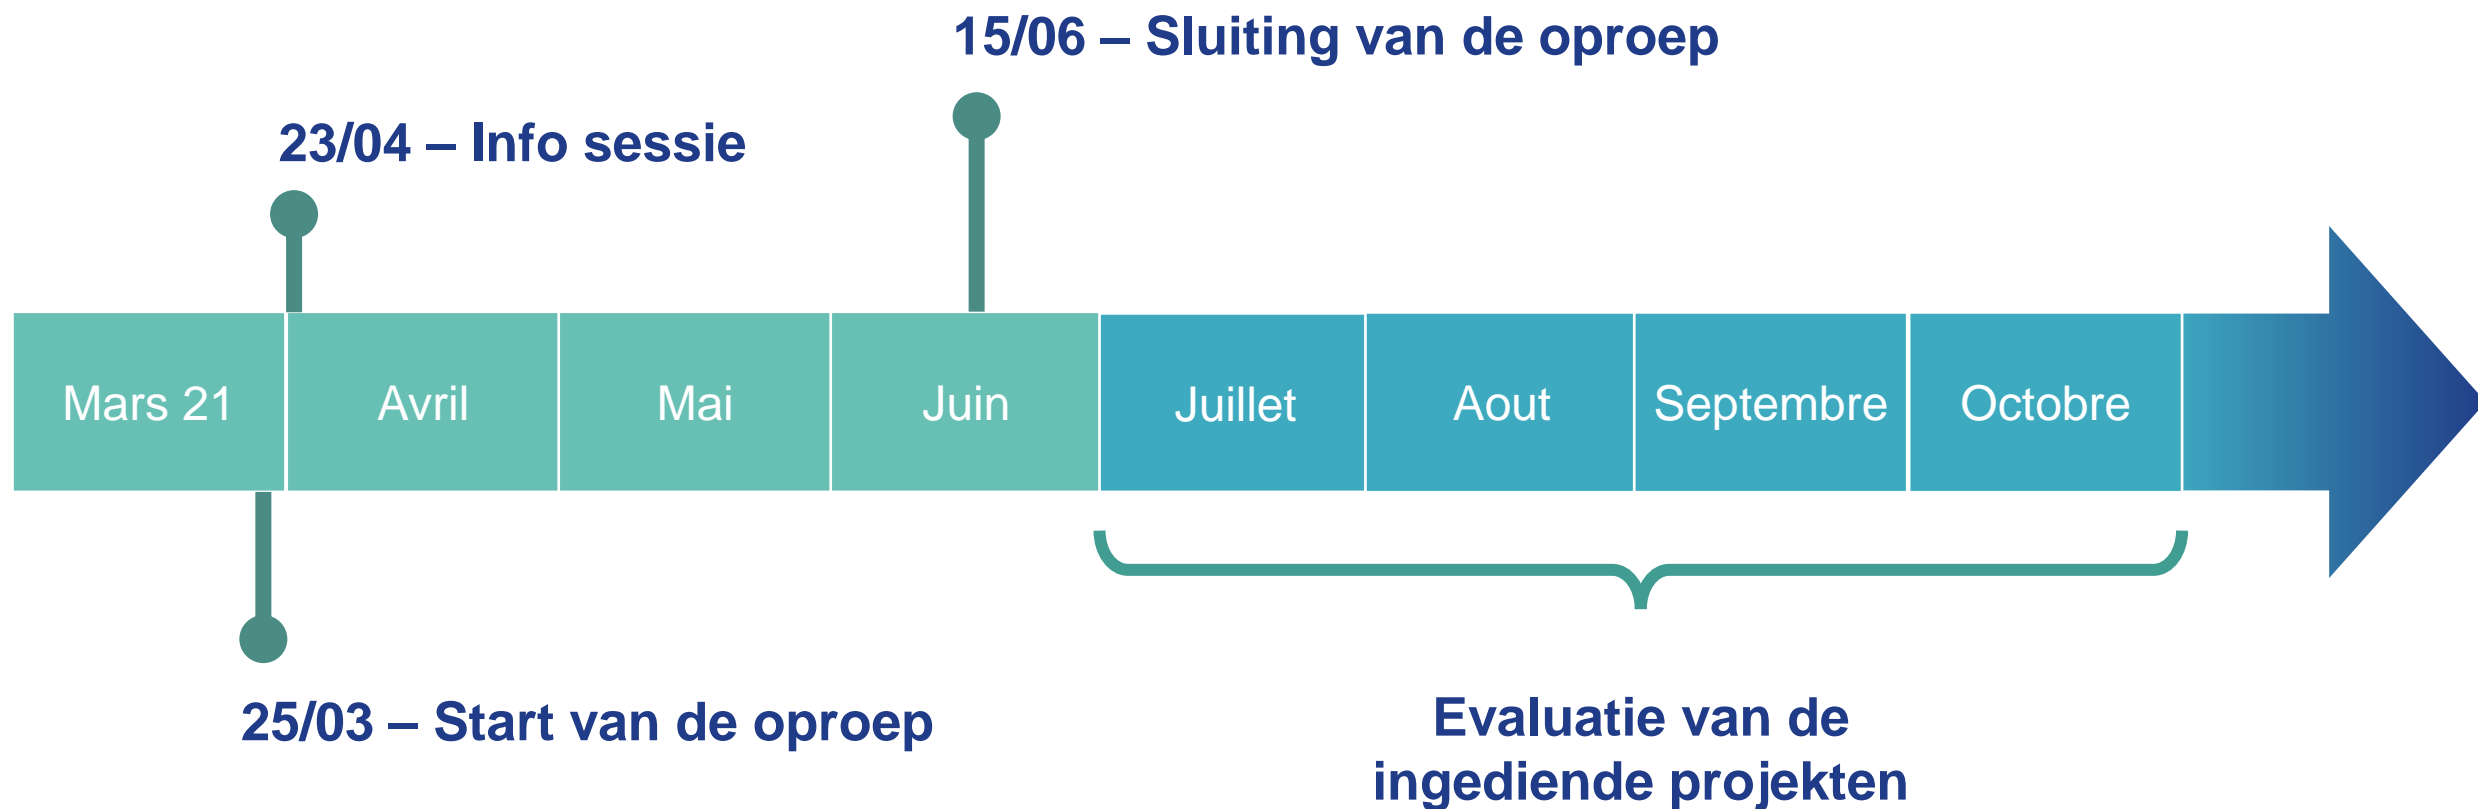 15/06 – Sluiting van de oproep
23/04 – Info sessie
Mars 21
Avril
Mai
Juin
Juillet
Aout
Septembre
Octobre
25/03 – Start van de oproep
Evaluatie van de
ingediende projekten